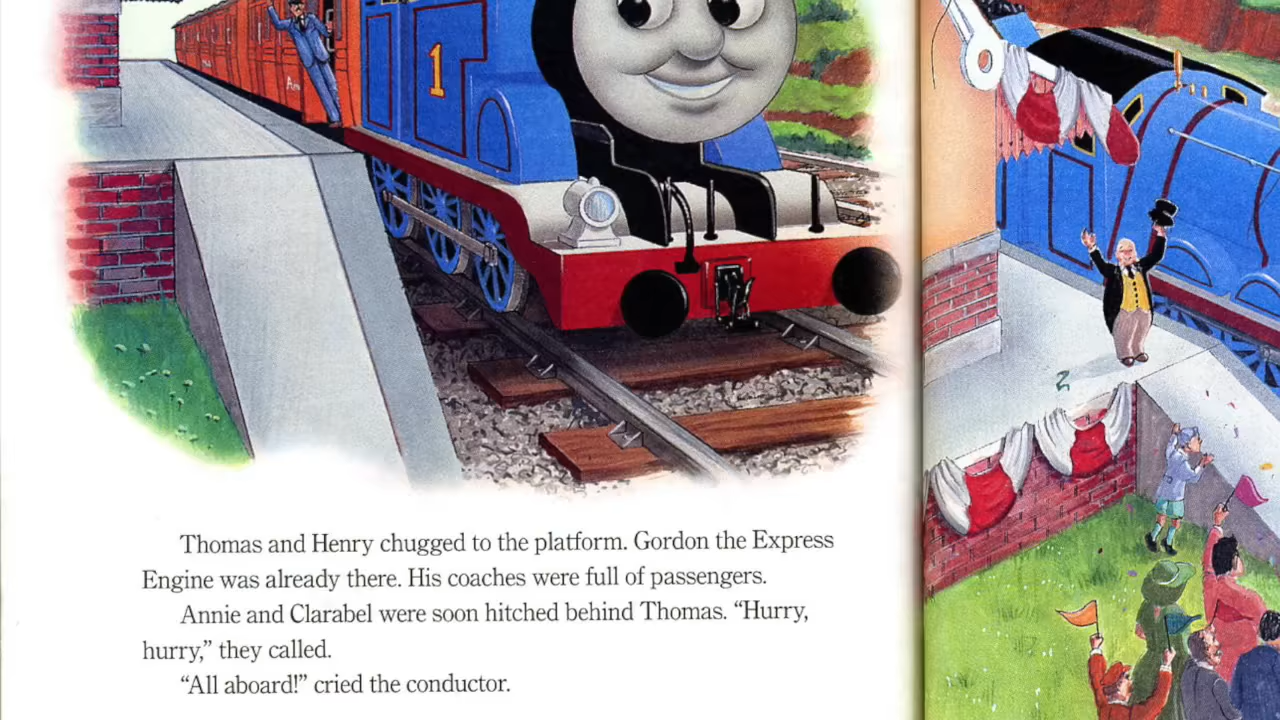 1
Thomas and Henry chugged to the platform. Gordon the Express
Engine was already there. His coaches were full of passengers.
Annie and Clarabel were soon hitched behind Thomas. “Hurry,
hurry,” they called.
“All aboard!” cried the conductor.